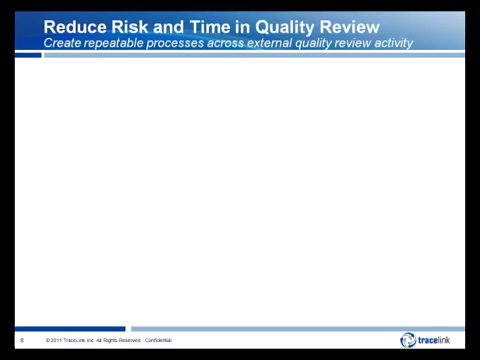 Reduce Risk and Time in Quality Review
Create repeatable processes across external quality review activity
8 © 2011 TraceLink Inc. All Rights Reserved Confidential
tracelink